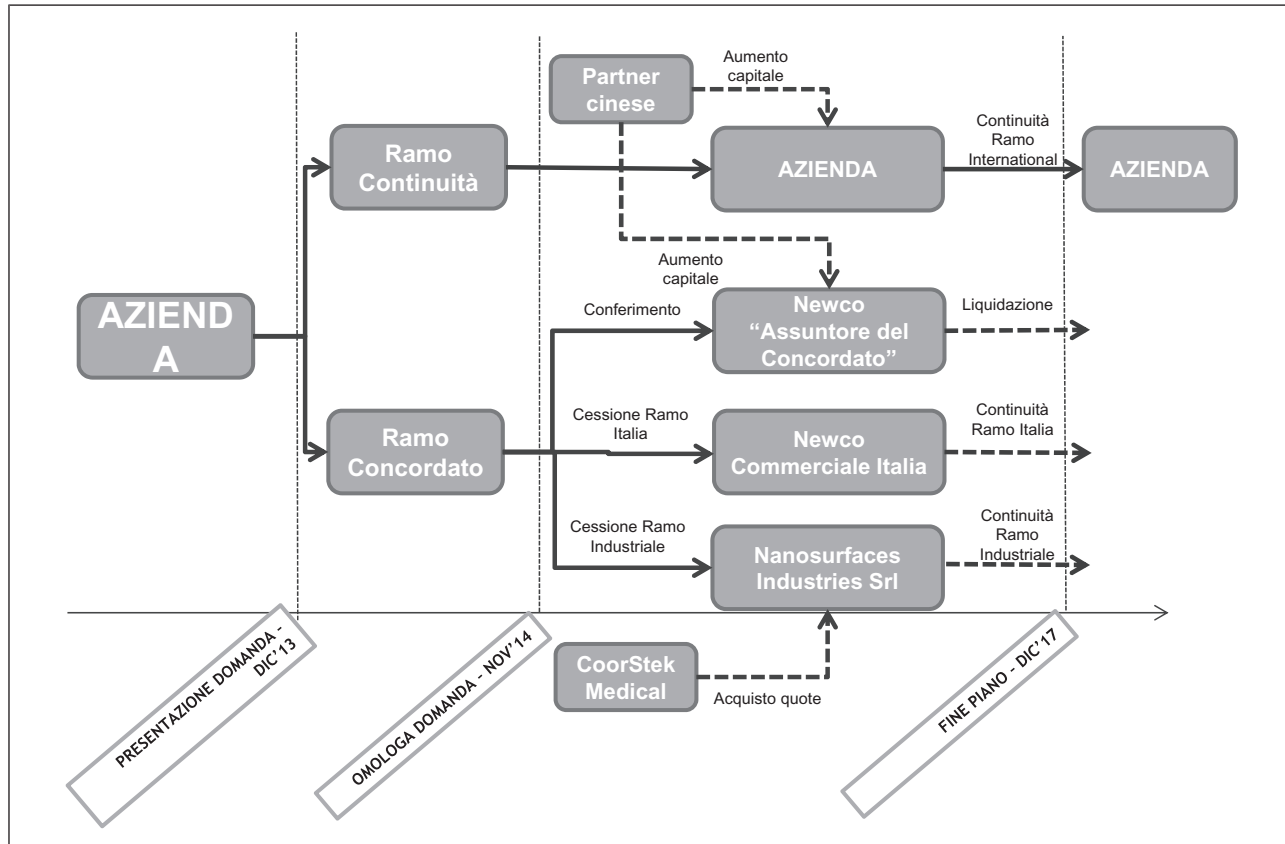 Partner
cinese
Aumento
capitale
Ramo
Continuità
AZIENDA
Continuità
Ramo
International
AZIENDA
Aumento
capitale
AZIEND
A
Conferimento
Newco
“Assuntore del
Concordato”
Liquidazione
Ramo
Concordato
Cessione Ramo
Italia
Newco
Commerciale Italia
Continuità
Ramo Italia
Cessione Ramo
Industriale
Nanosurfaces
Industries Srl
Continuità
Ramo
Industriale
CoorStek
Medical
Acquisto quote
PRESENTAZIONE DOMANDA -
DIC’13
OMOLOGA DOMANDA - NOV’14
FINE PIANO - DIC’17